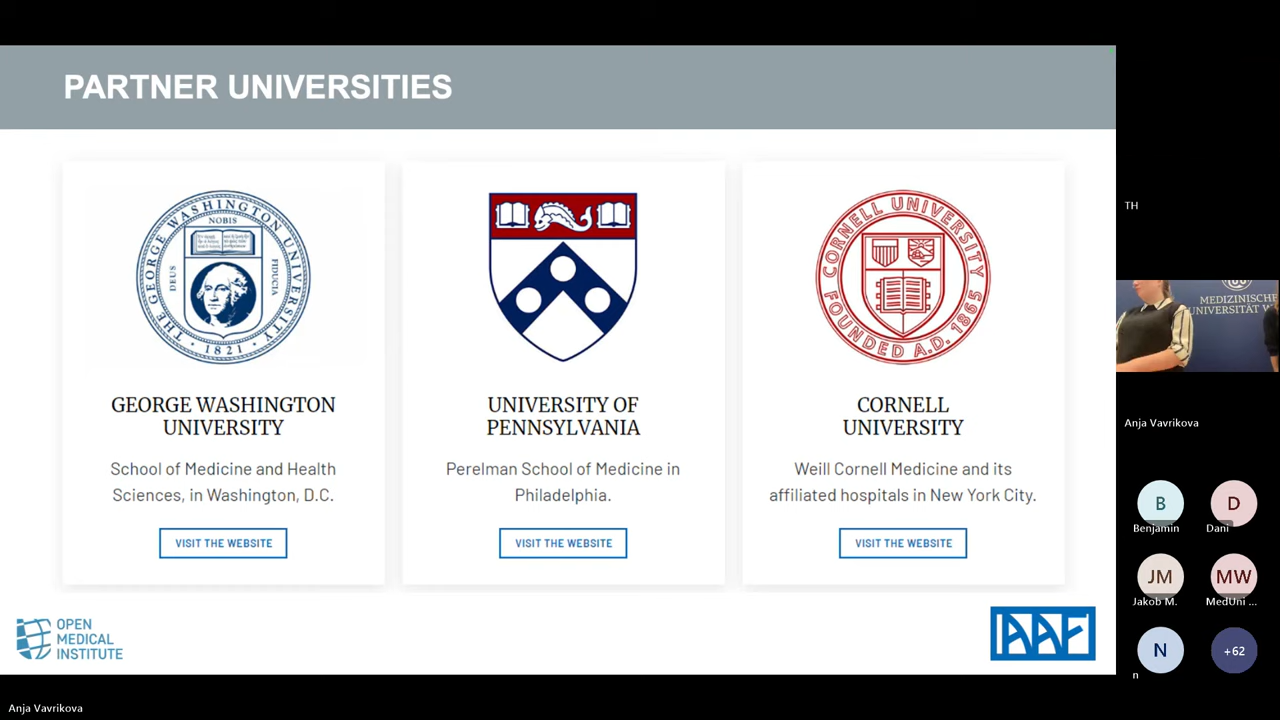 PARTNER UNIVERSITIES
THE GEORGE WASHINGTON UNIVERSITY
NOBIS
DEUS
FIDUCIA
· 1821 ·
CORNELL UNIVERSITY
FOUNDED A.D. 1865
GEORGE WASHINGTON
UNIVERSITY
School of Medicine and Health
Sciences, in Washington, D.C.
VISIT THE WEBSITE
UNIVERSITY OF
PENNSYLVANIA
Perelman School of Medicine in
Philadelphia.
VISIT THE WEBSITE
CORNELL
UNIVERSITY
Weill Cornell Medicine and its
affiliated hospitals in New York City.
VISIT THE WEBSITE
OPEN
MEDICAL
INSTITUTE
AAF
TH
MEDIZINISCHE
UNIVERSITÄT W
Anja Vavrikova
B
Benjamin
D
Dani
JM
Jakob M.
MW
MedUni ...
N
n
+62
Anja Vavrikova